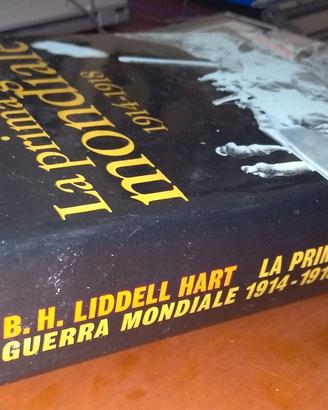 La prima
mondiale
1914-1918
B. H. LIDDELL HART LA PRIM
GUERRA MONDIALE 1914-191